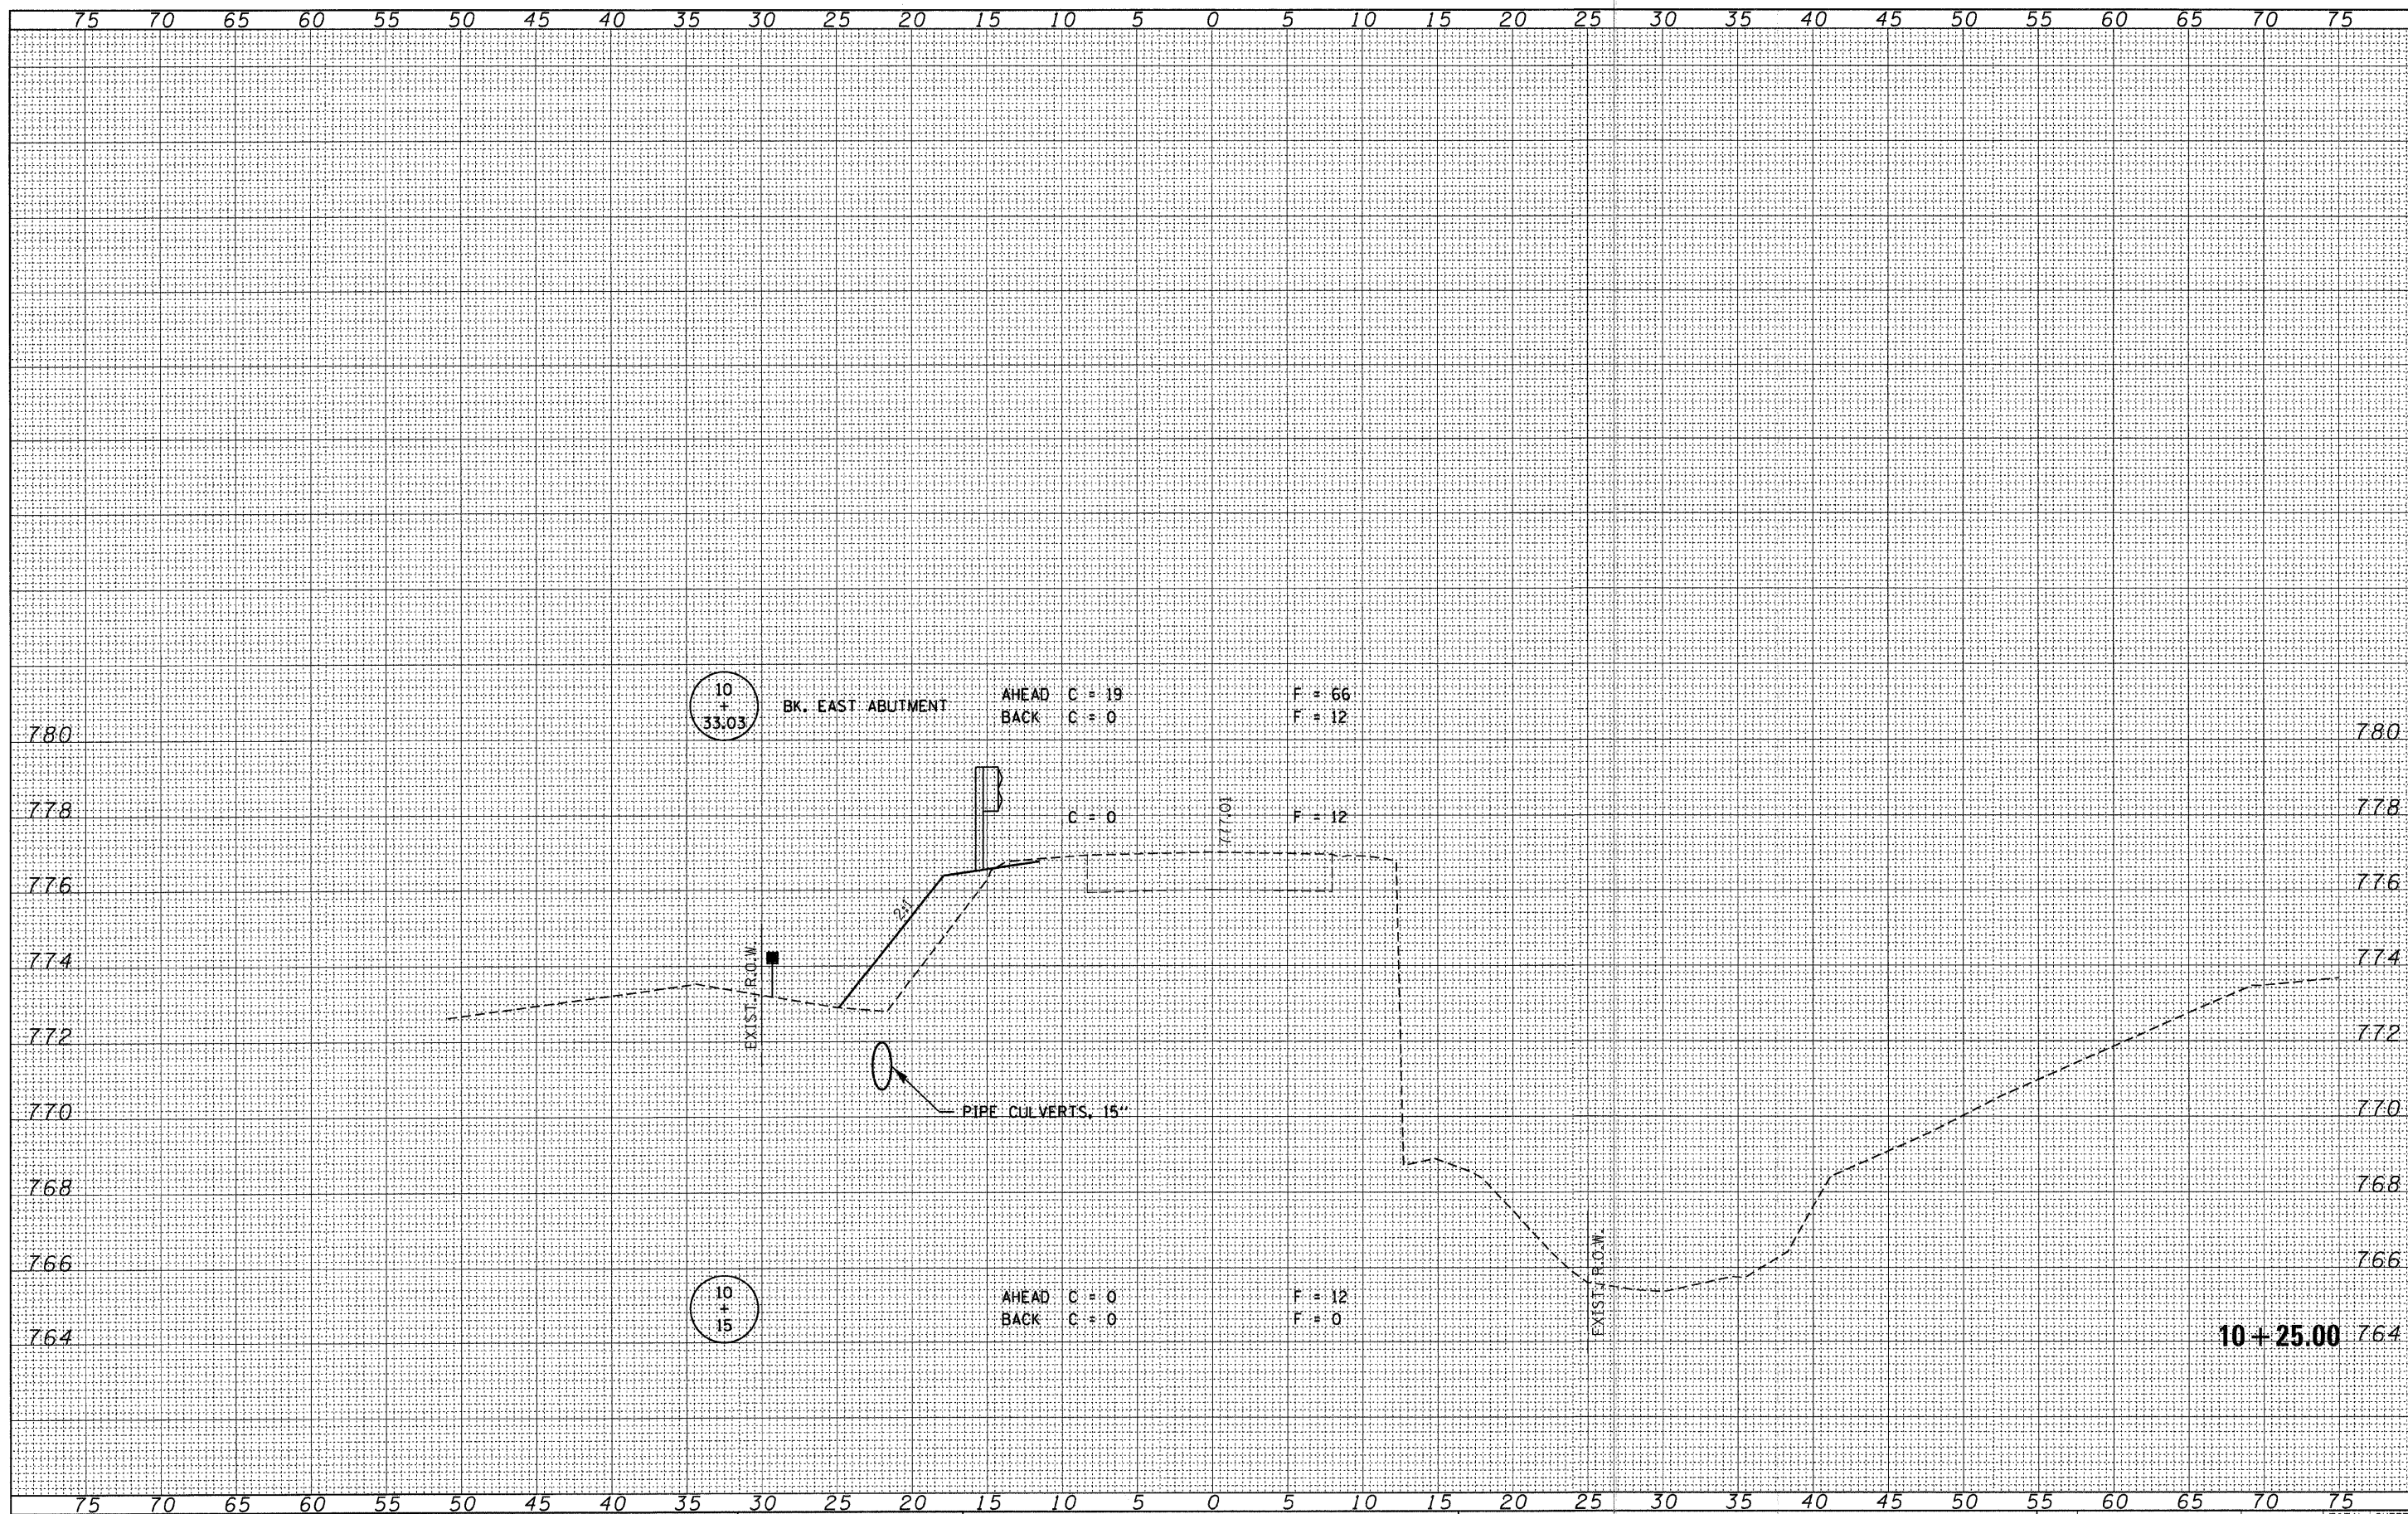 75 70 65 60 55 50 45 40 35 30 25 20 15 10 5 0 5 10 15 20 25 30 35 40 45 50 55 60 65 70 75
10 + 33.03
BK. EAST ABUTMENT
AHEAD C = 19 F = 66
BACK C = 0 F = 12
780 780
778 C = 0 777.01 F = 12 778
776 776
2:1
774 EXIST. R.O.W. 774
772 772
770 PIPE CULVERTS, 15" 770
768 768
766 EXIST. R.O.W. 766
10 + 15
AHEAD C = 0 F = 12
BACK C = 0 F = 0
764 10+25.00 764
75 70 65 60 55 50 45 40 35 30 25 20 15 10 5 0 5 10 15 20 25 30 35 40 45 50 55 60 65 70 75